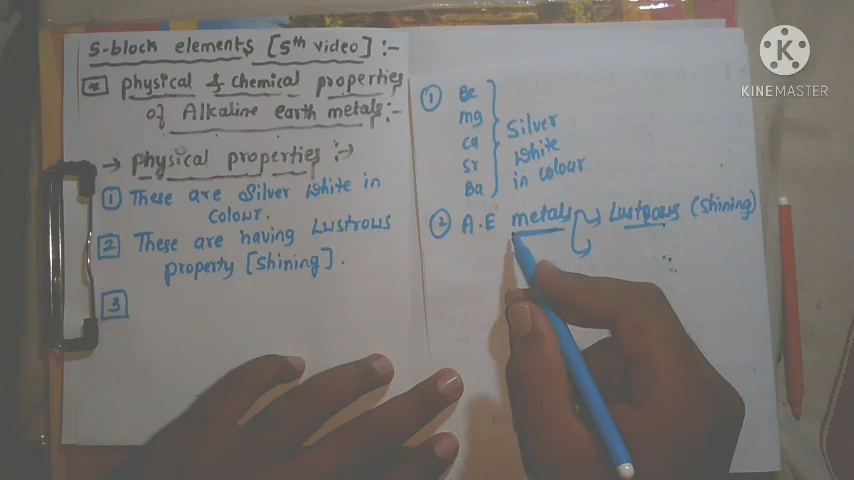 S-block elements [5th video] :-
* physical & chemical properties
of Alkaline earth metals:-
→ physical properties :→
① These are Silver White in
colour.
2 These are having Lustrows
property [Shining].
3
① Be
mg
ca
Sr
Ba
Silver
White
in colour
② A.E metals → Lustrows (Shining)
K
KINEMASTER